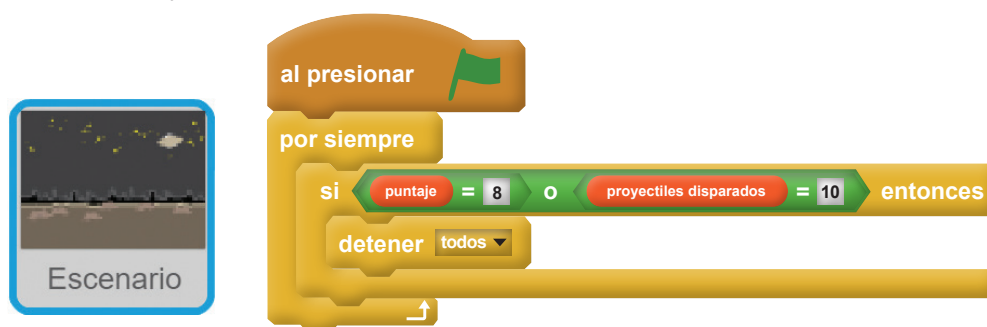 al presionar
por siempre
si puntaje = 8 o proyectiles disparados = 10 entonces
detener todos
Escenario